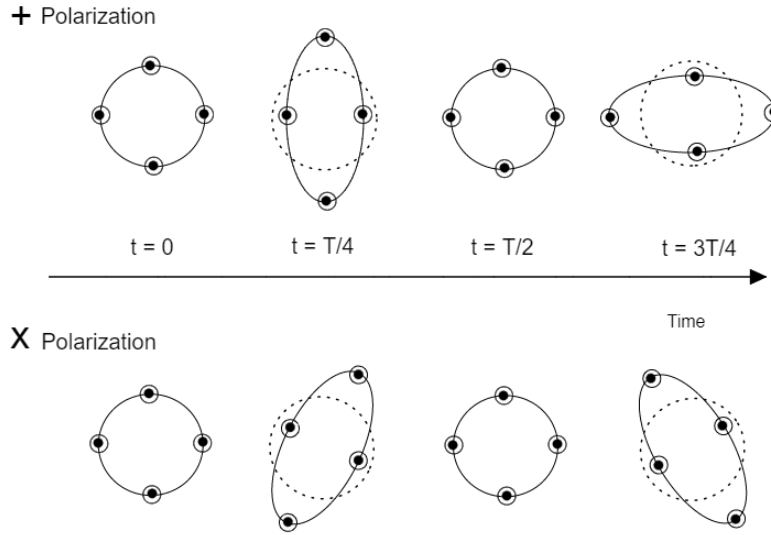 + Polarization
t = 0
t = T/4
t = T/2
t = 3T/4
Time
X Polarization